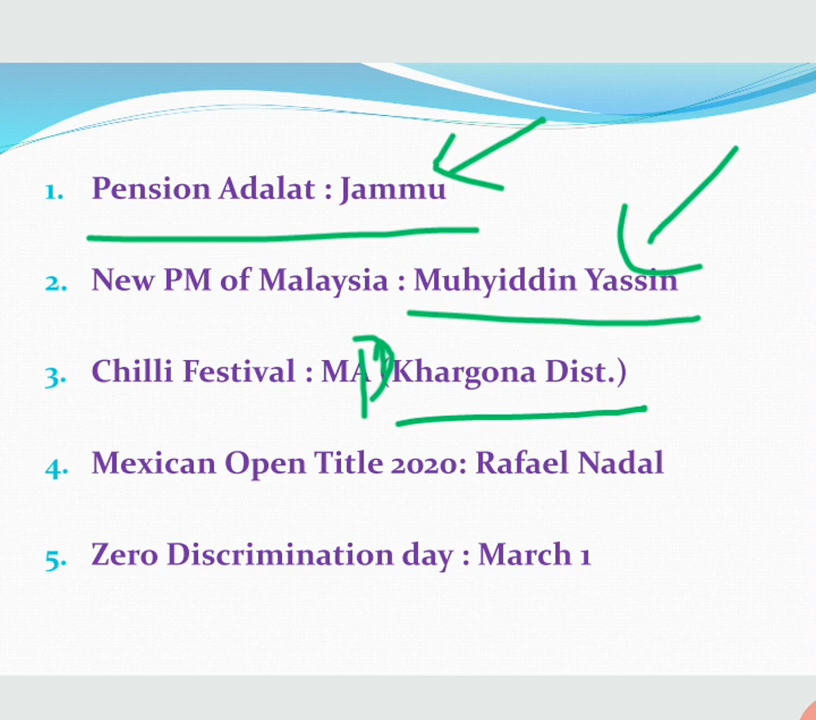 1. Pension Adalat : Jammu
2. New PM of Malaysia : Muhyiddin Yassin
3. Chilli Festival : MA P (Khargona Dist.)
4. Mexican Open Title 2020: Rafael Nadal
5. Zero Discrimination day : March 1